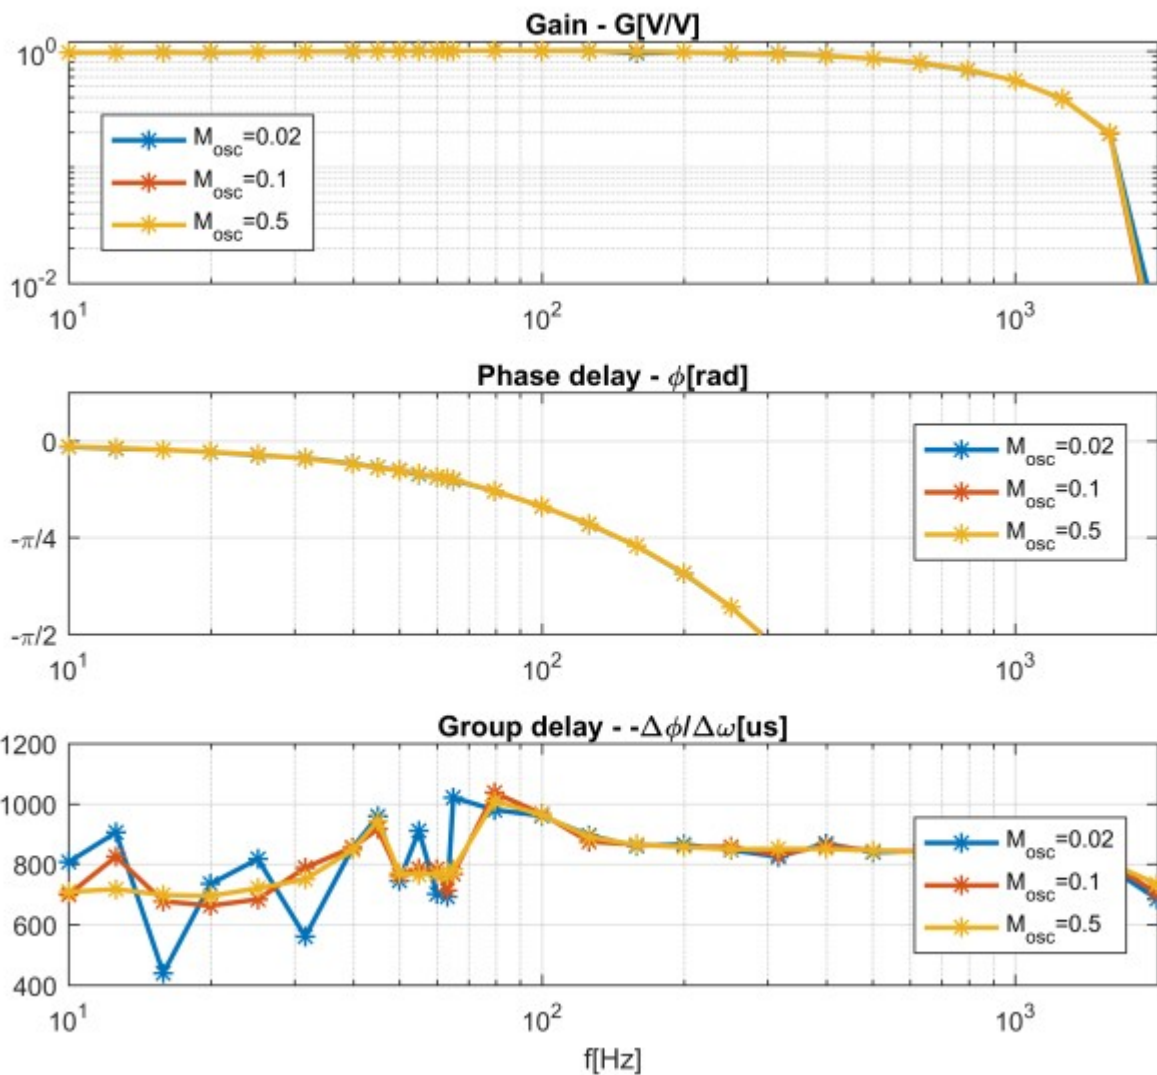 Gain - G[V/V]
10^0
M_osc=0.02
M_osc=0.1
M_osc=0.5
10^-2
10^1 10^2 10^3
Phase delay - ϕ[rad]
0
M_osc=0.02
M_osc=0.1
-π/4
M_osc=0.5
-π/2
10^1 10^2 10^3
Group delay - -Δϕ/Δω[us]
1200
1000
M_osc=0.02
800
M_osc=0.1
M_osc=0.5
600
400
10^1 10^2 10^3
f[Hz]